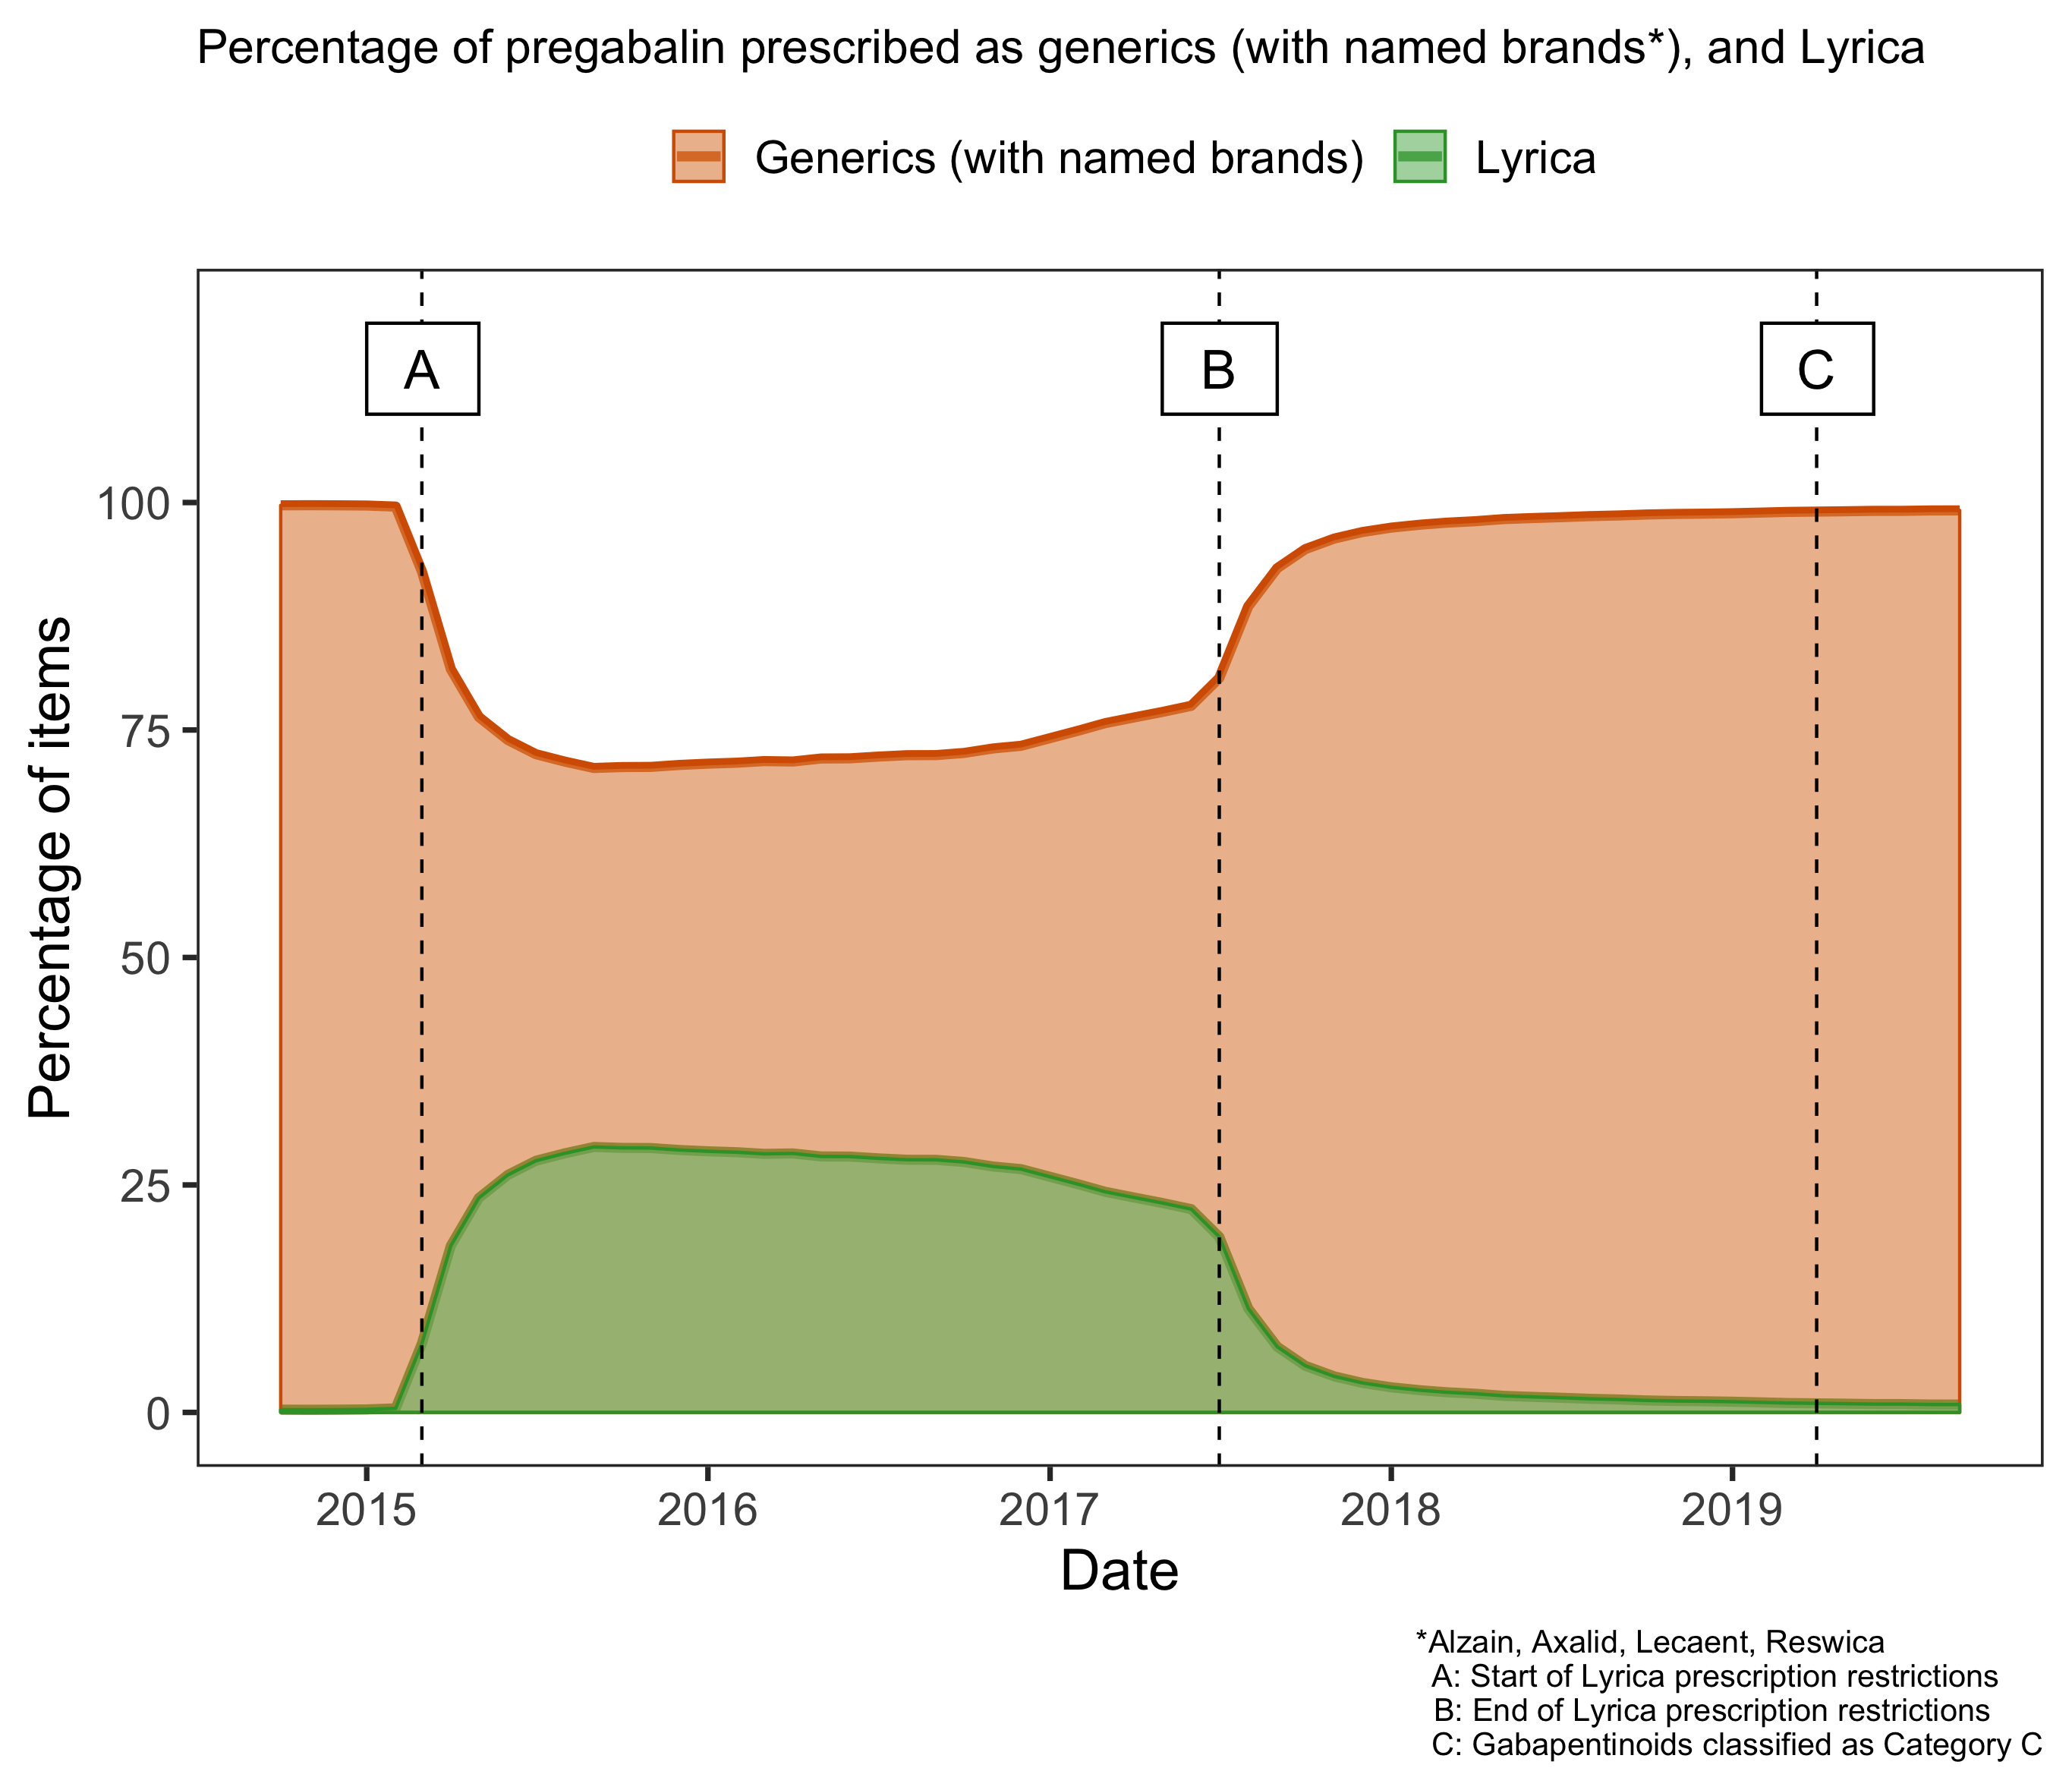 Percentage of pregabalin prescribed as generics (with named brands*), and Lyrica
Generics (with named brands) Lyrica
A B C
100
75
50
25
0
Percentage of items
2015 2016 2017 2018 2019
Date
*Alzain, Axalid, Lecaent, Reswica
A: Start of Lyrica prescription restrictions
B: End of Lyrica prescription restrictions
C: Gabapentinoids classified as Category C